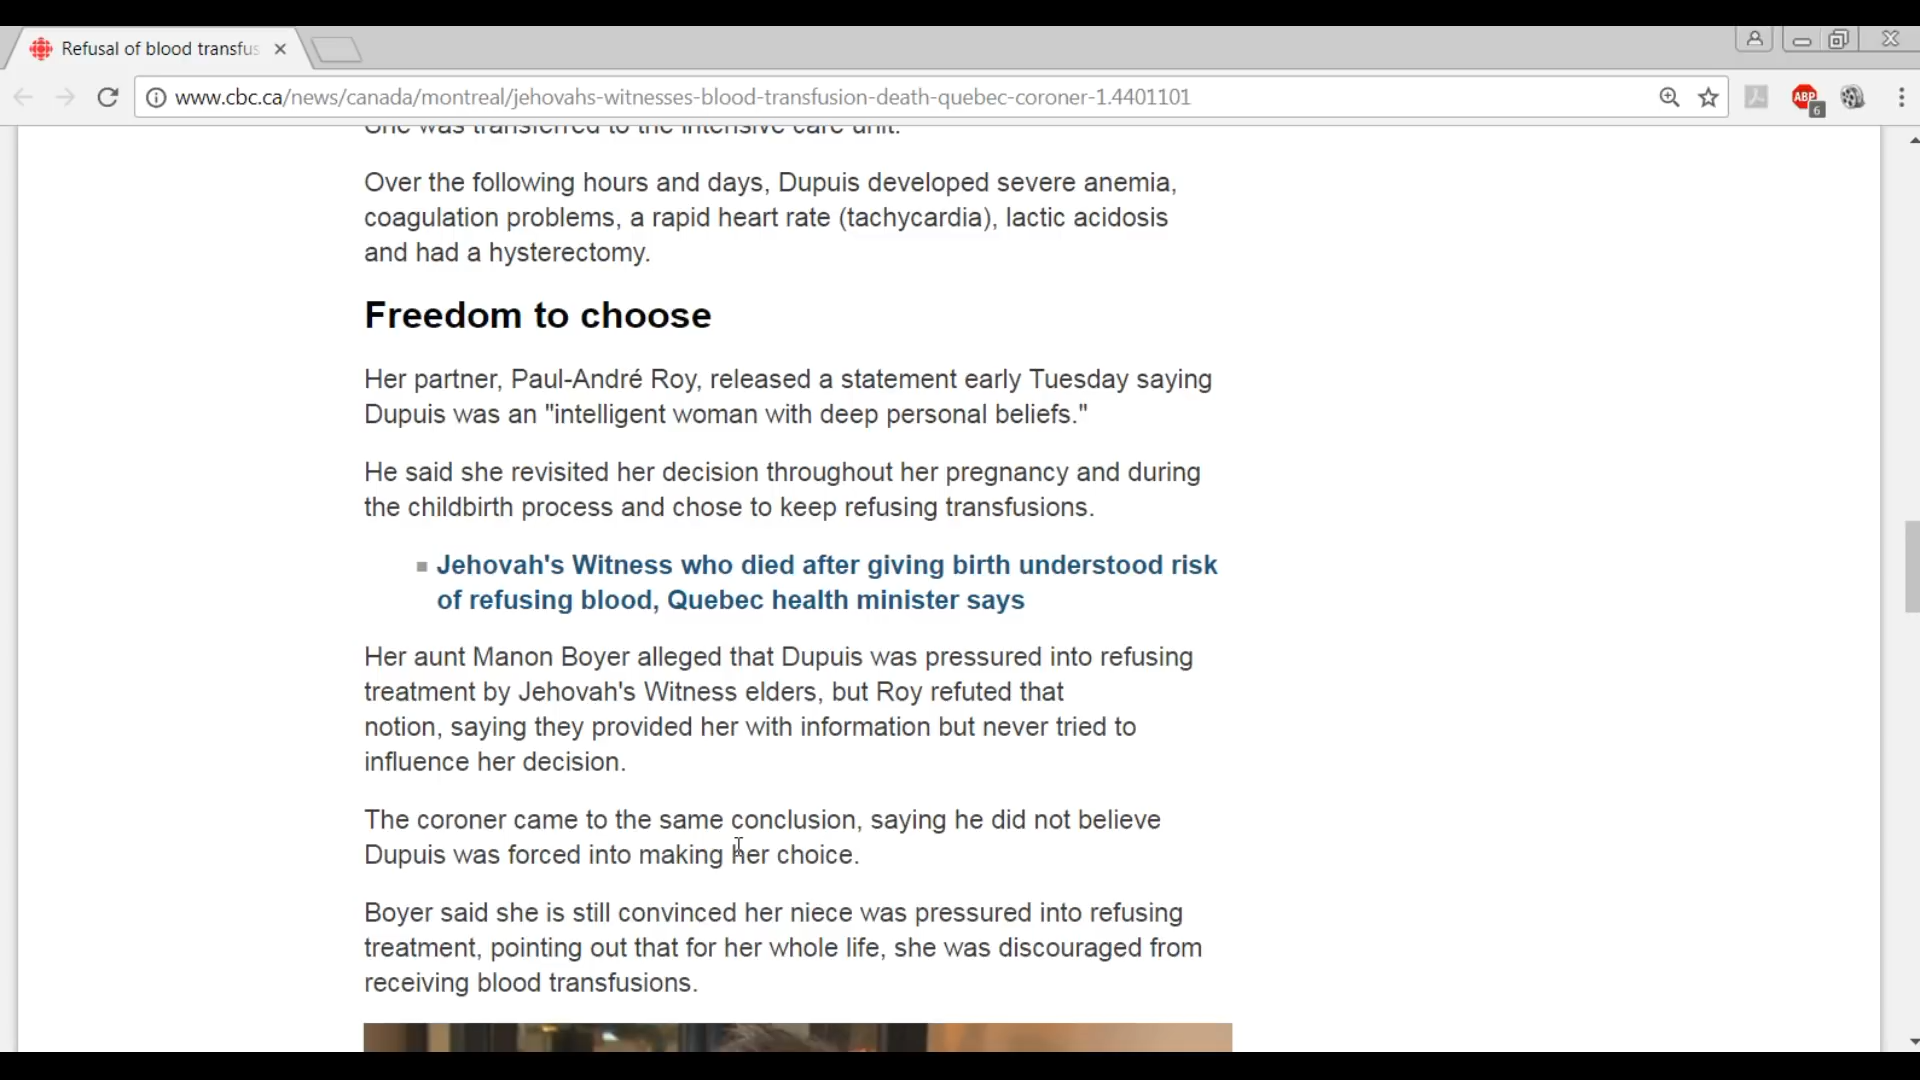 Refusal of blood transfus
www.cbc.ca/news/canada/montreal/jehovahs-witnesses-blood-transfusion-death-quebec-coroner-1.4401101
ABP
6
She was transferred to the intensive care unit.
Over the following hours and days, Dupuis developed severe anemia,
coagulation problems, a rapid heart rate (tachycardia), lactic acidosis
and had a hysterectomy.
Freedom to choose
Her partner, Paul-André Roy, released a statement early Tuesday saying
Dupuis was an "intelligent woman with deep personal beliefs."
He said she revisited her decision throughout her pregnancy and during
the childbirth process and chose to keep refusing transfusions.
Jehovah's Witness who died after giving birth understood risk
of refusing blood, Quebec health minister says
Her aunt Manon Boyer alleged that Dupuis was pressured into refusing
treatment by Jehovah's Witness elders, but Roy refuted that
notion, saying they provided her with information but never tried to
influence her decision.
The coroner came to the same conclusion, saying he did not believe
Dupuis was forced into making her choice.
Boyer said she is still convinced her niece was pressured into refusing
treatment, pointing out that for her whole life, she was discouraged from
receiving blood transfusions.